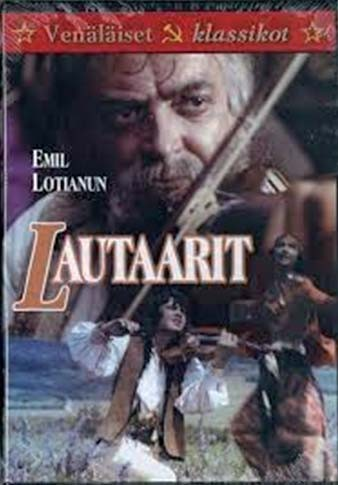 Venäläiset klassikot
EMIL
LOTIANUN
LAUTAARIT